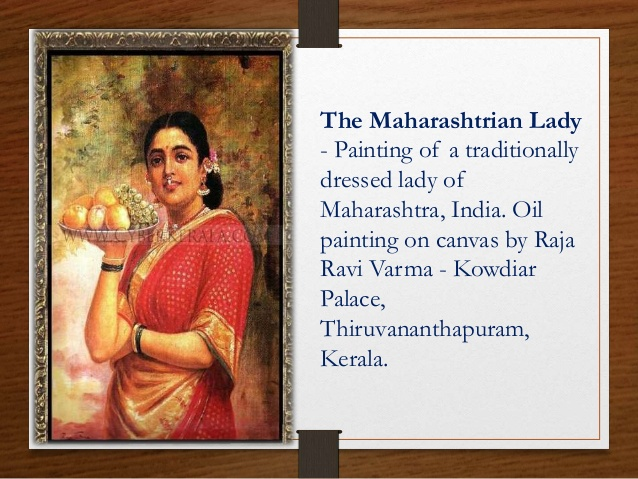 The Maharashtrian Lady
- Painting of a traditionally
dressed lady of
Maharashtra, India. Oil
painting on canvas by Raja
Ravi Varma - Kowdiar
Palace,
Thiruvananthapuram,
Kerala.